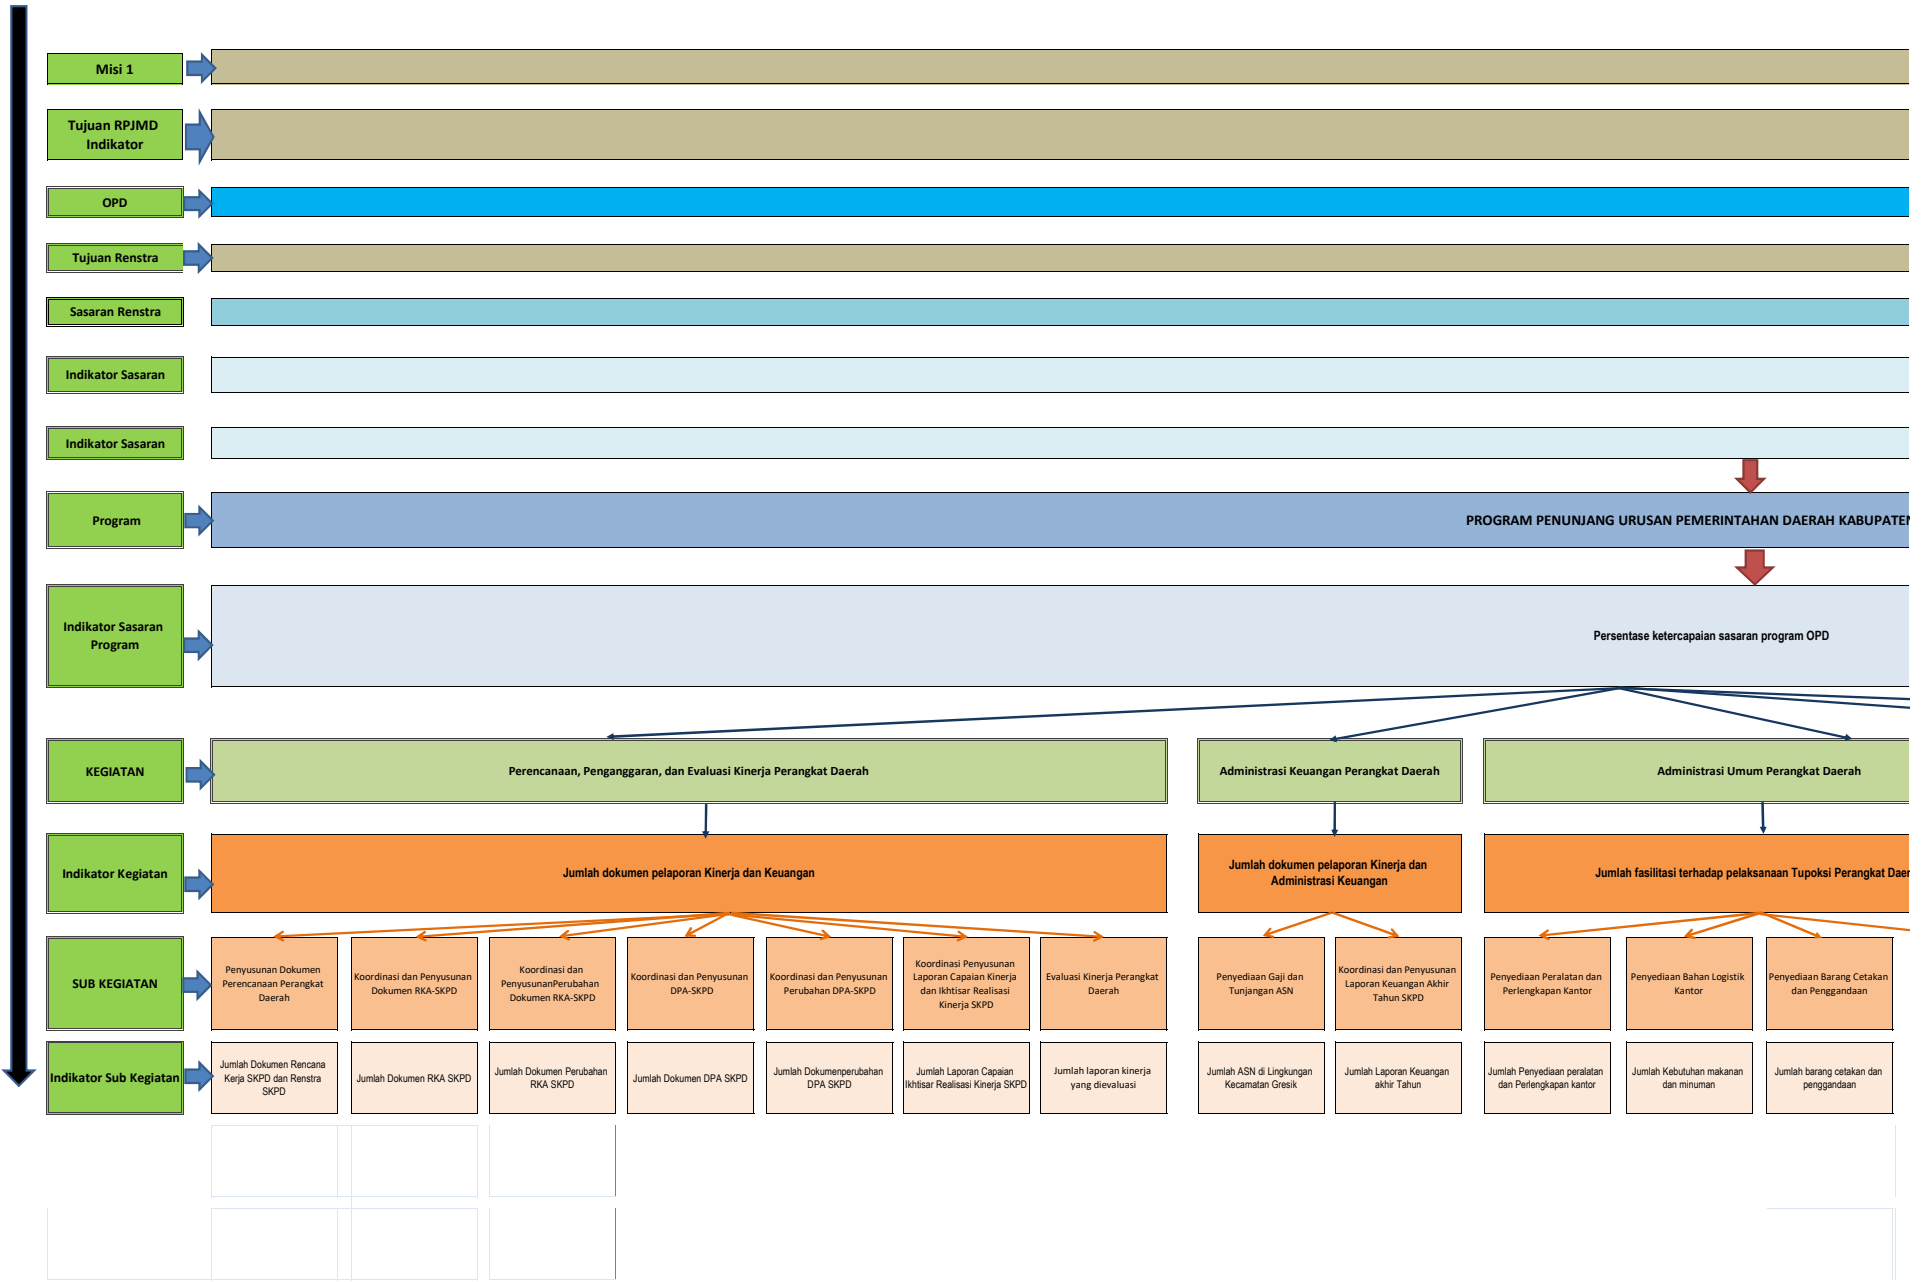 Misi 1
Tujuan RPJMD
Indikator
OPD
Tujuan Renstra
Sasaran Renstra
Indikator Sasaran
Indikator Sasaran
Program
PROGRAM PENUNJANG URUSAN PEMERINTAHAN DAERAH KABUPATEN
Indikator Sasaran
Program
Persentase ketercapaian sasaran program OPD
KEGIATAN
Perencanaan, Penganggaran, dan Evaluasi Kinerja Perangkat Daerah
Administrasi Keuangan Perangkat Daerah
Administrasi Umum Perangkat Daerah
Indikator Kegiatan
Jumlah dokumen pelaporan Kinerja dan Keuangan
Jumlah dokumen pelaporan Kinerja dan
Administrasi Keuangan
Jumlah fasilitasi terhadap pelaksanaan Tupoksi Perangkat Daer
SUB KEGIATAN
Penyusunan Dokumen
Perencanaan Perangkat
Daerah
Koordinasi dan Penyusunan
Dokumen RKA-SKPD
Koordinasi dan
PenyusunanPerubahan
Dokumen RKA-SKPD
Koordinasi dan Penyusunan
DPA-SKPD
Koordinasi dan Penyusunan
Perubahan DPA-SKPD
Koordinasi Penyusunan
Laporan Capaian Kinerja
dan Ikhtisar Realisasi
Kinerja SKPD
Evaluasi Kinerja Perangkat
Daerah
Penyediaan Gaji dan
Tunjangan ASN
Koordinasi dan Penyusunan
Laporan Keuangan Akhir
Tahun SKPD
Penyediaan Peralatan dan
Perlengkapan Kantor
Penyediaan Bahan Logistik
Kantor
Penyediaan Barang Cetakan
dan Penggandaan
Indikator Sub Kegiatan
Jumlah Dokumen Rencana
Kerja SKPD dan Renstra
SKPD
Jumlah Dokumen RKA SKPD
Jumlah Dokumen Perubahan
RKA SKPD
Jumlah Dokumen DPA SKPD
Jumlah Dokumenperubahan
DPA SKPD
Jumlah Laporan Capaian
Ikhtisar Realisasi Kinerja SKPD
Jumlah laporan kinerja
yang dievaluasi
Jumlah ASN di Lingkungan
Kecamatan Gresik
Jumlah Laporan Keuangan
akhir Tahun
Jumlah Penyediaan peralatan
dan Perlengkapan kantor
Jumlah Kebutuhan makanan
dan minuman
Jumlah barang cetakan dan
penggandaan